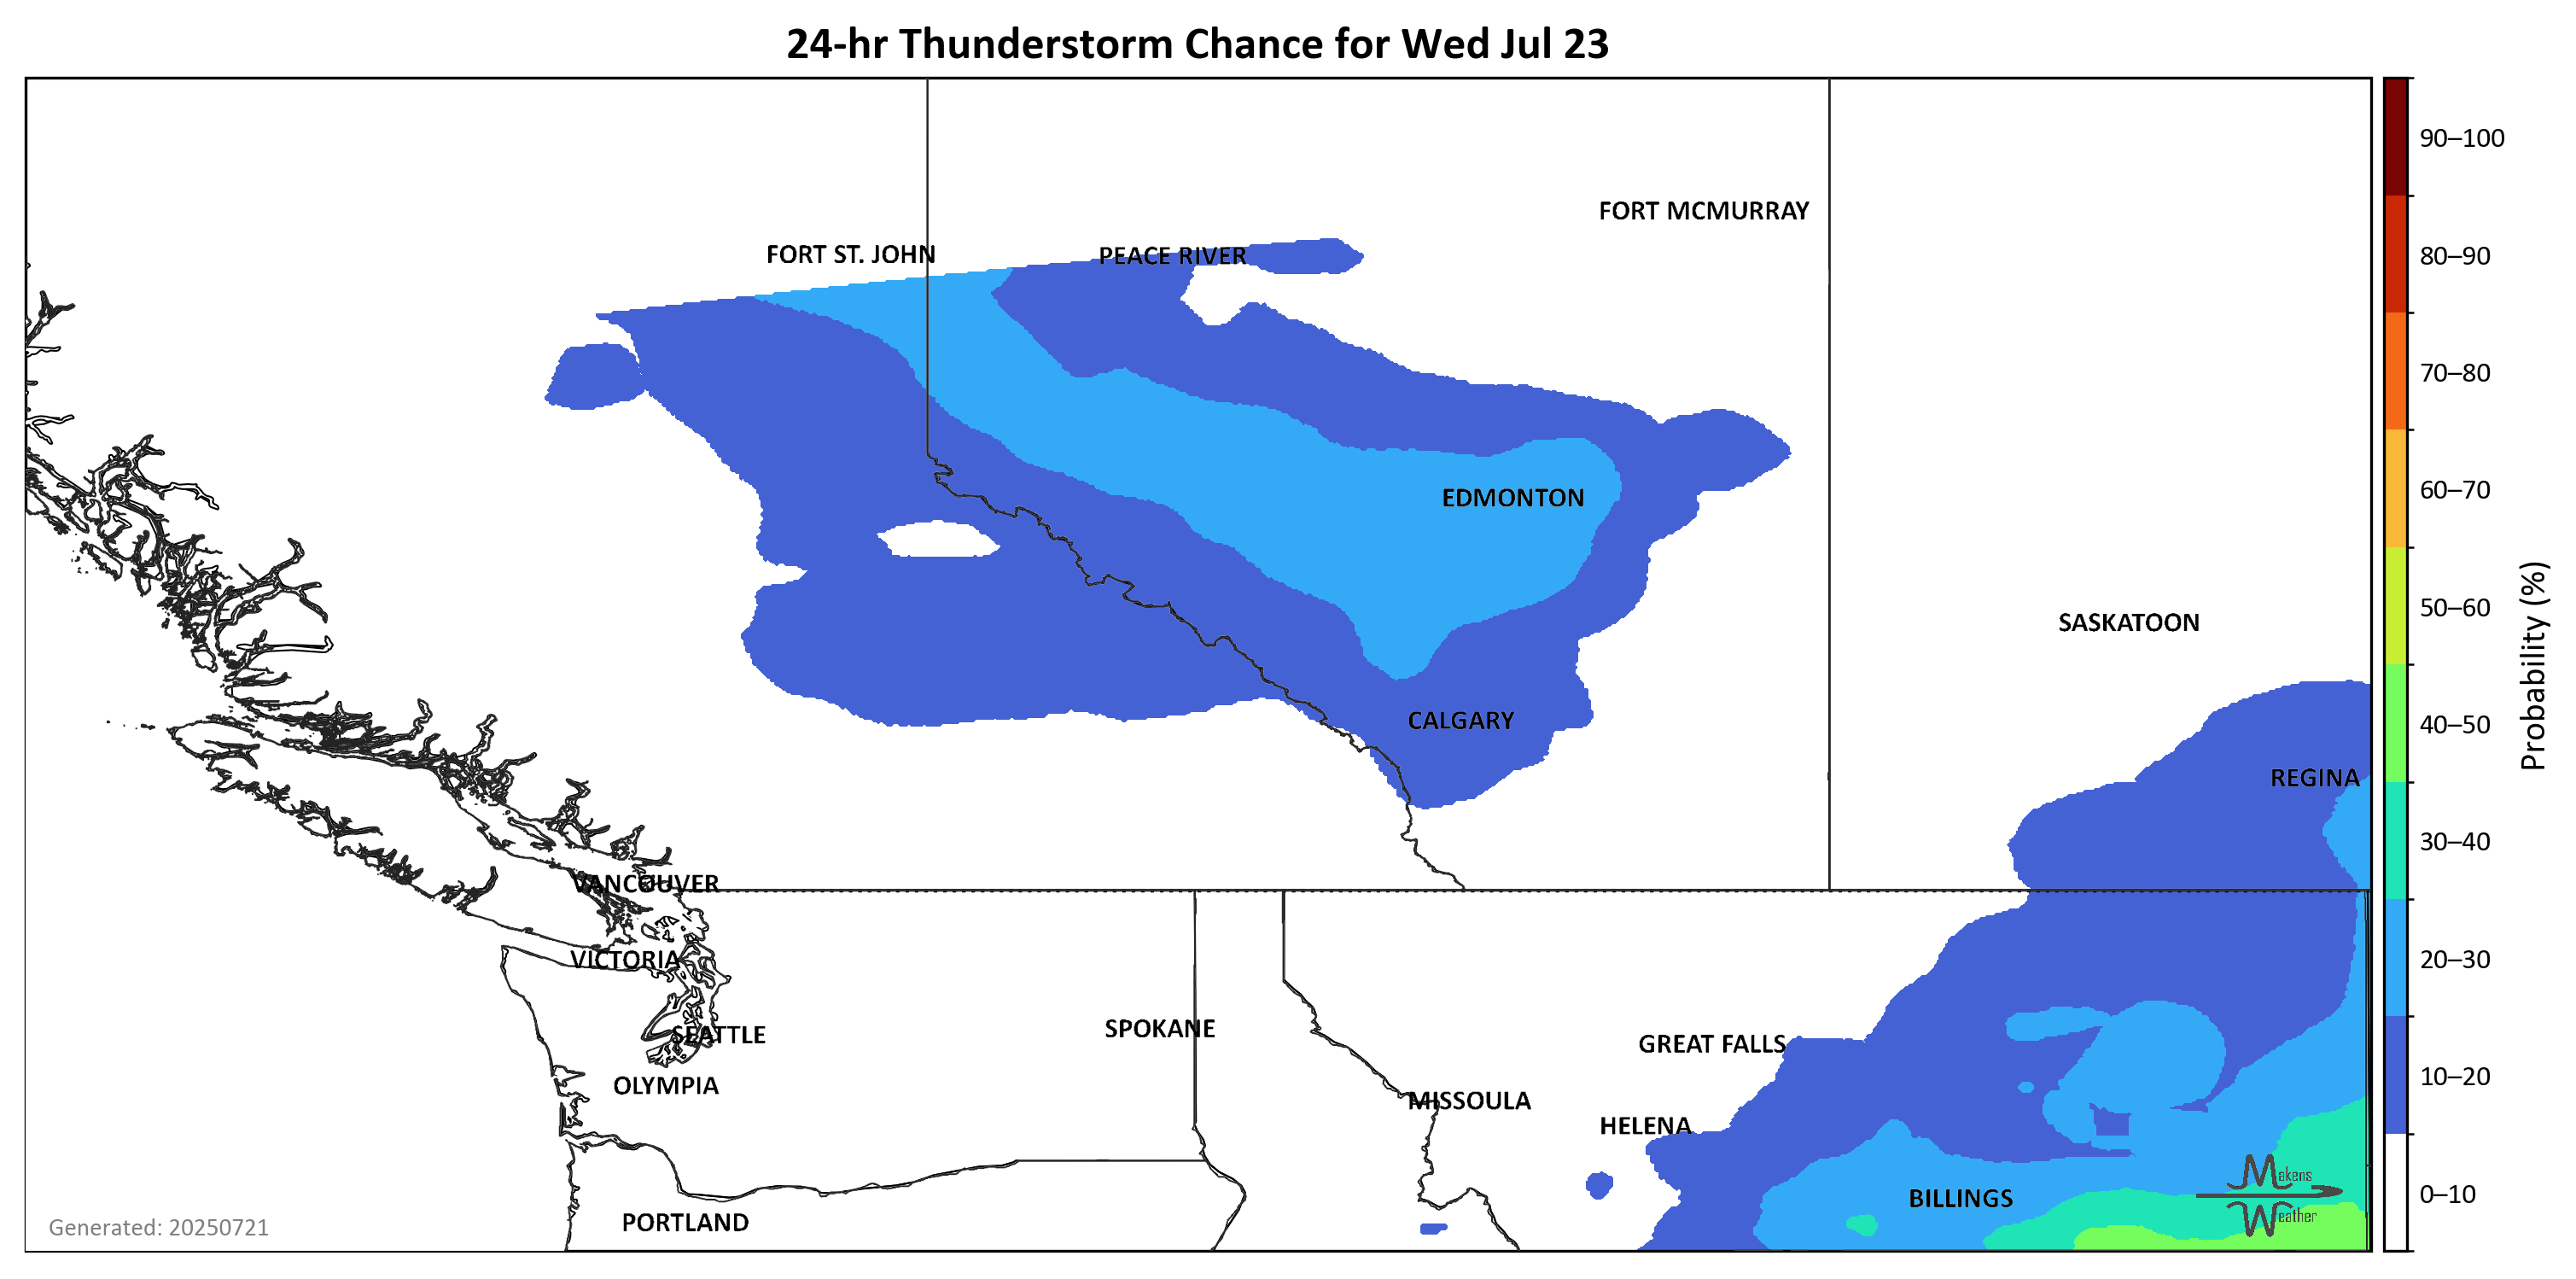 24-hr Thunderstorm Chance for Wed Jul 23
90–100
FORT MCMURRAY
FORT ST. JOHN
PEACE RIVER
80–90
70–80
EDMONTON
60–70
50–60
SASKATOON
CALGARY
40–50
Probability (%)
REGINA
30–40
VANCOUVER
VICTORIA
20–30
SEATTLE
SPOKANE
GREAT FALLS
OLYMPIA
10–20
MISSOULA
HELENA
Makens
Weather
BILLINGS
0–10
PORTLAND
Generated: 20250721